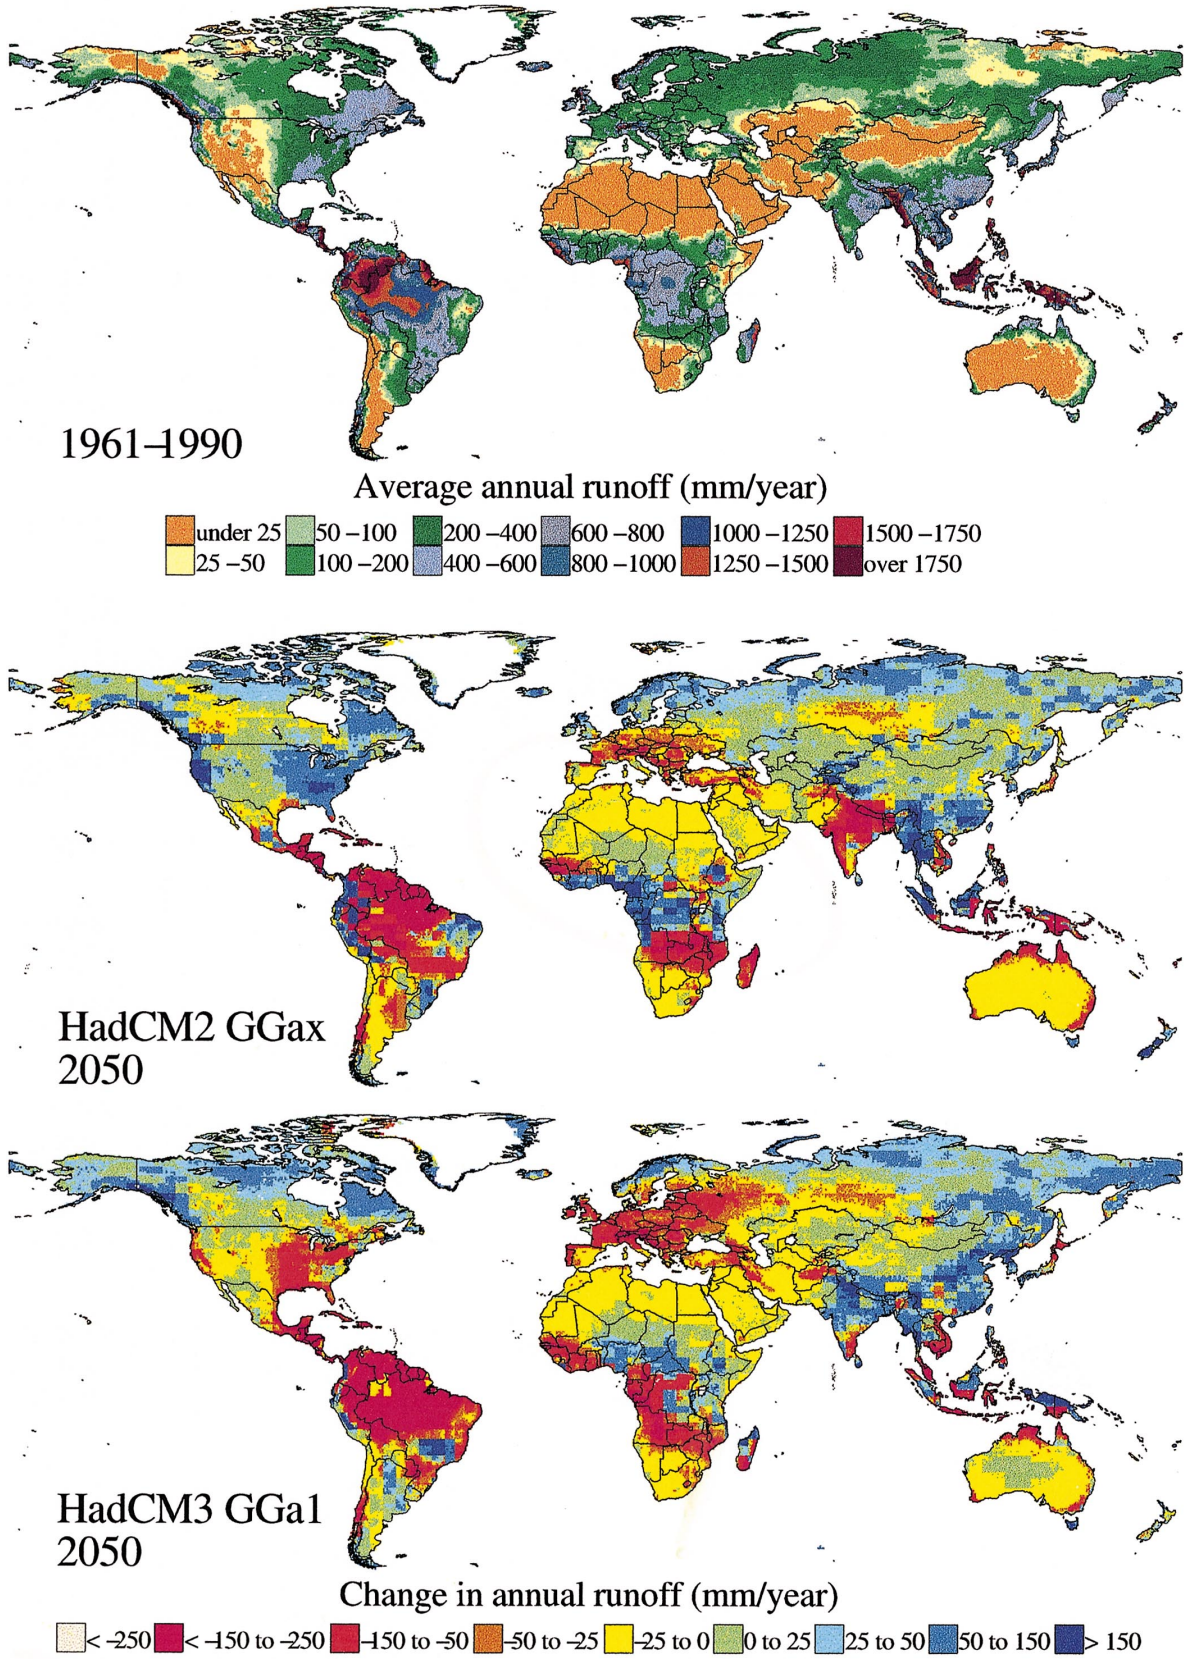 1961–1990
Average annual runoff (mm/year)
under 25 50 –100 200 –400 600 –800 1000 –1250 1500 –1750
25 –50 100 –200 400 –600 800 –1000 1250 –1500 over 1750
HadCM2 GGax
2050
HadCM3 GGa1
2050
Change in annual runoff (mm/year)
< –250 < –150 to –250 –150 to –50 –50 to –25 –25 to 0 0 to 25 25 to 50 50 to 150 > 150